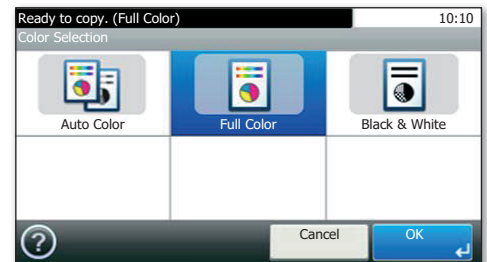 Ready to copy. (Full Color) 10:10
Color Selection
Auto Color Full Color Black & White
? Cancel OK